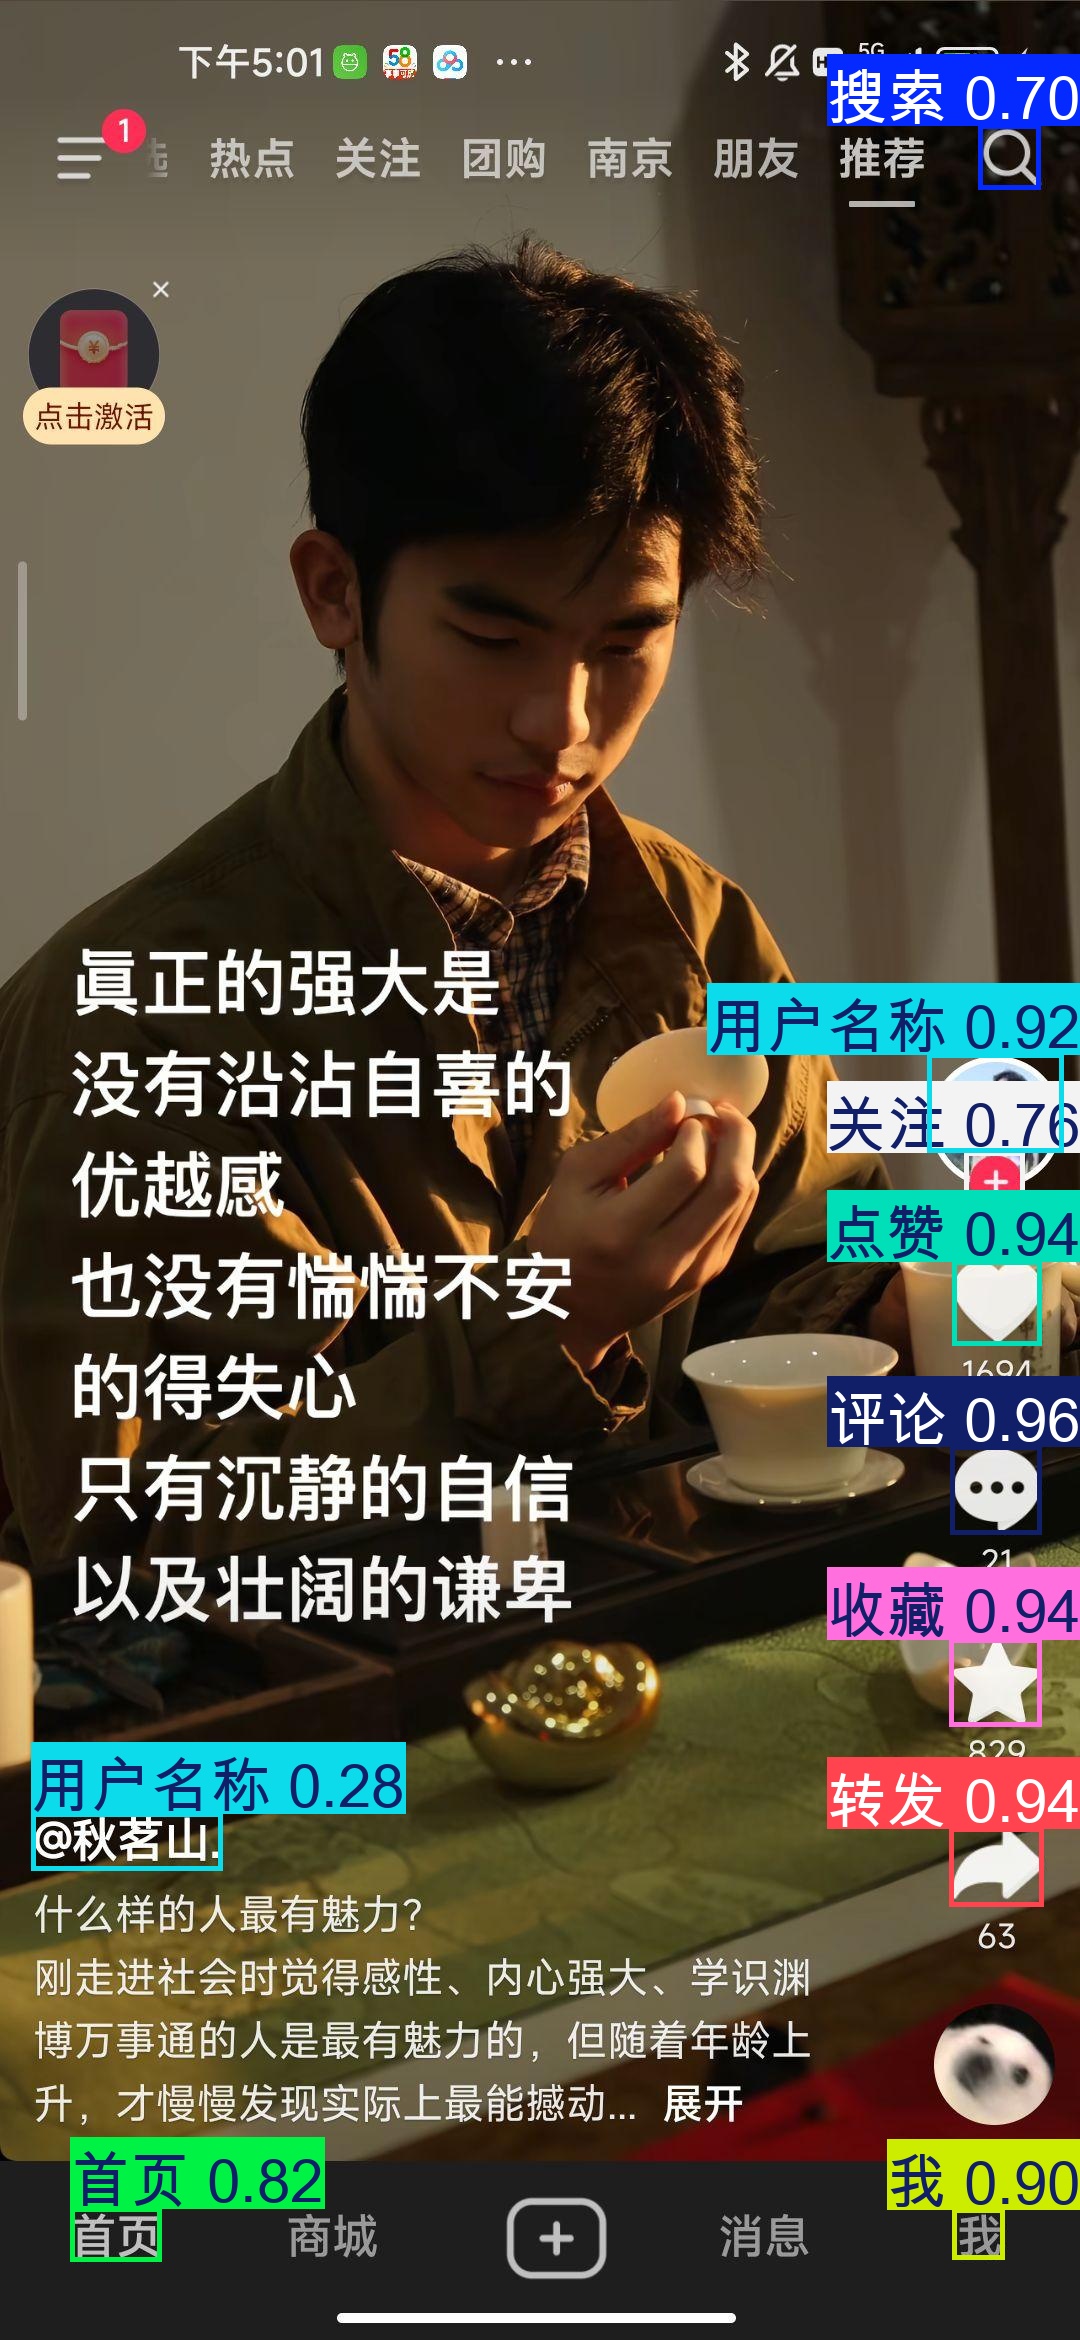 下午5:01
5G
搜索 0.70
1
热点 关注 团购 南京 朋友 推荐
点击激活
眞正的强大是
没有沿沾自喜的
优越感
也没有惴惴不安
的得失心
只有沉静的自信
以及壮阔的谦卑
用户名称 0.92
关注 0.76
点赞 0.94
1694
评论 0.96
21
收藏 0.94
829
转发 0.94
63
用户名称 0.28
@秋茗山.
什么样的人最有魅力？
刚走进社会时觉得感性、内心强大、学识渊
博万事通的人是最有魅力的，但随着年龄上
升，才慢慢发现实际上最能撼动... 展开
首页 0.82
我 0.90
首页 商城 消息 我